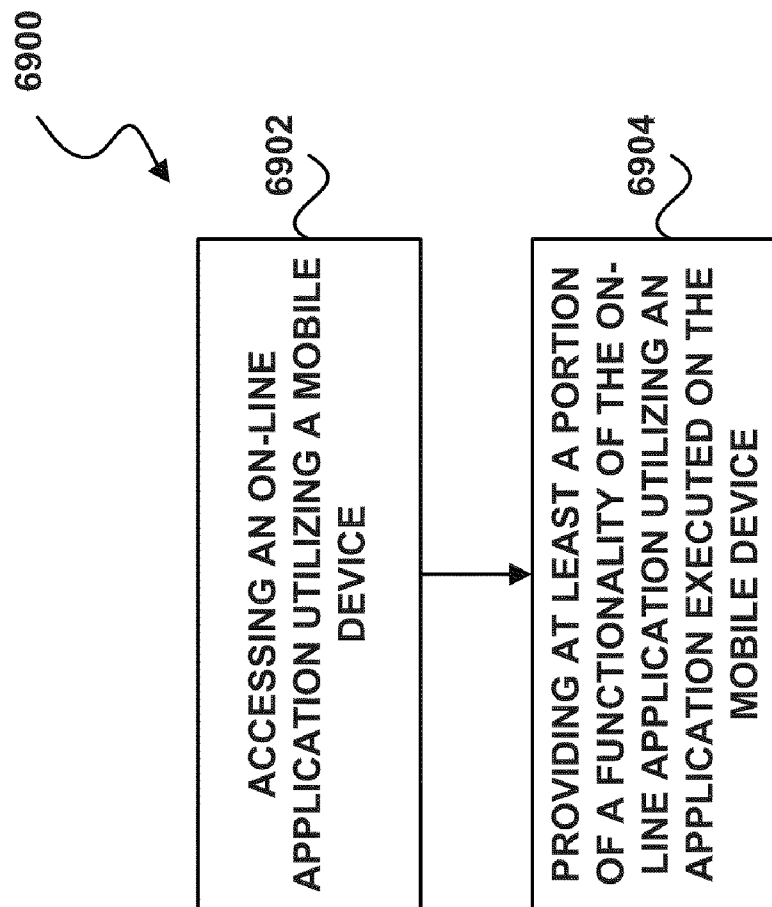 6900
6902
ACCESSING AN ON-LINE
APPLICATION UTILIZING A MOBILE
DEVICE
6904
PROVIDING AT LEAST A PORTION
OF A FUNCTIONALITY OF THE ON-
LINE APPLICATION UTILIZING AN
APPLICATION EXECUTED ON THE
MOBILE DEVICE